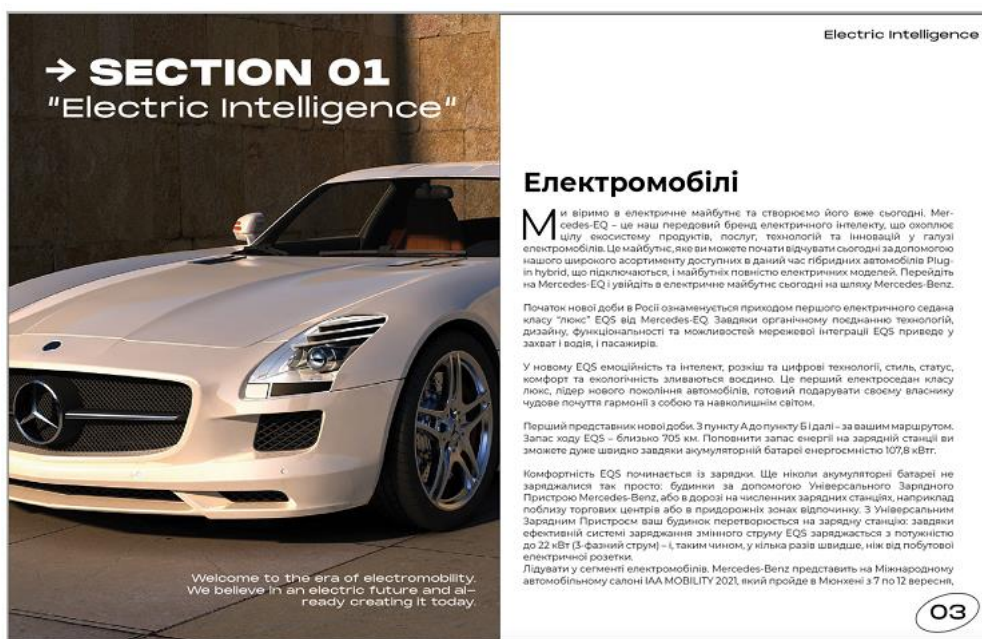 → SECTION 01
"Electric Intelligence"
Welcome to the era of electromobility.
We believe in an electric future and al-
ready creating it today.
Electric Intelligence
Електромобілі
Ми віримо в електричне майбутнє та створюємо його вже сьогодні. Mer-
cedes-EQ – це наш передовий бренд електричного інтелекту, що охоплює
цілу екосистему продуктів, послуг, технологій та інновацій у галузі
електромобілів. Це майбутнє, яке ви можете почати відчувати сьогодні за допомогою
нашого широкого асортименту доступних в даний час гібридних автомобілів Plug-
in hybrid, що підключаються, і майбутніх повністю електричних моделей. Перейдіть
на Mercedes-EQ і увійдіть в електричне майбутнє сьогодні на шляху Mercedes-Benz.
Початок нової доби в Росії ознаменується приходом першого електричного седана
класу "люкс" EQS від Mercedes-EQ. Завдяки органічному поєднанню технологій,
дизайну, функціональності та можливостей мережевої інтеграції EQS приведе у
захват і водія, і пасажирів.
У новому EQS емоційність та інтелект, розкіш та цифрові технології, стиль, статус,
комфорт та екологічність зливаються воєдино. Це перший електроседан класу
люкс, лідер нового покоління автомобілів, готовий подарувати своєму власнику
чудове почуття гармонії з собою та навколишнім світом.
Перший представник нової доби. З пункту А до пункту Б і далі – за вашим маршрутом.
Запас ходу EQS – близько 705 км. Поповнити запас енергії на зарядній станції ви
зможете дуже швидко завдяки акумуляторній батареї енергоємністю 107,8 кВтг.
Комфортність EQS починається із зарядки. Ще ніколи акумуляторні батареї не
заряджалися так просто: будинки за допомогою Універсального Зарядного
Пристрою Mercedes-Benz, або в дорозі на численних зарядних станціях, наприклад
поблизу торгових центрів або в придорожніх зонах відпочинку. З Універсальним
Зарядним Пристроєм ваш будинок перетворюється на зарядну станцію: завдяки
ефективній системі заряджання змінного струму EQS заряджається з потужністю
до 22 кВт (3-фазний струм) – і, таким чином, у кілька разів швидше, ніж від побутової
електричної розетки.
Лідувати у сегменті електромобілів. Mercedes-Benz представить на Міжнародному
автомобільному салоні IAA MOBILITY 2021, який пройде в Мюнхені з 7 по 12 вересня,
03